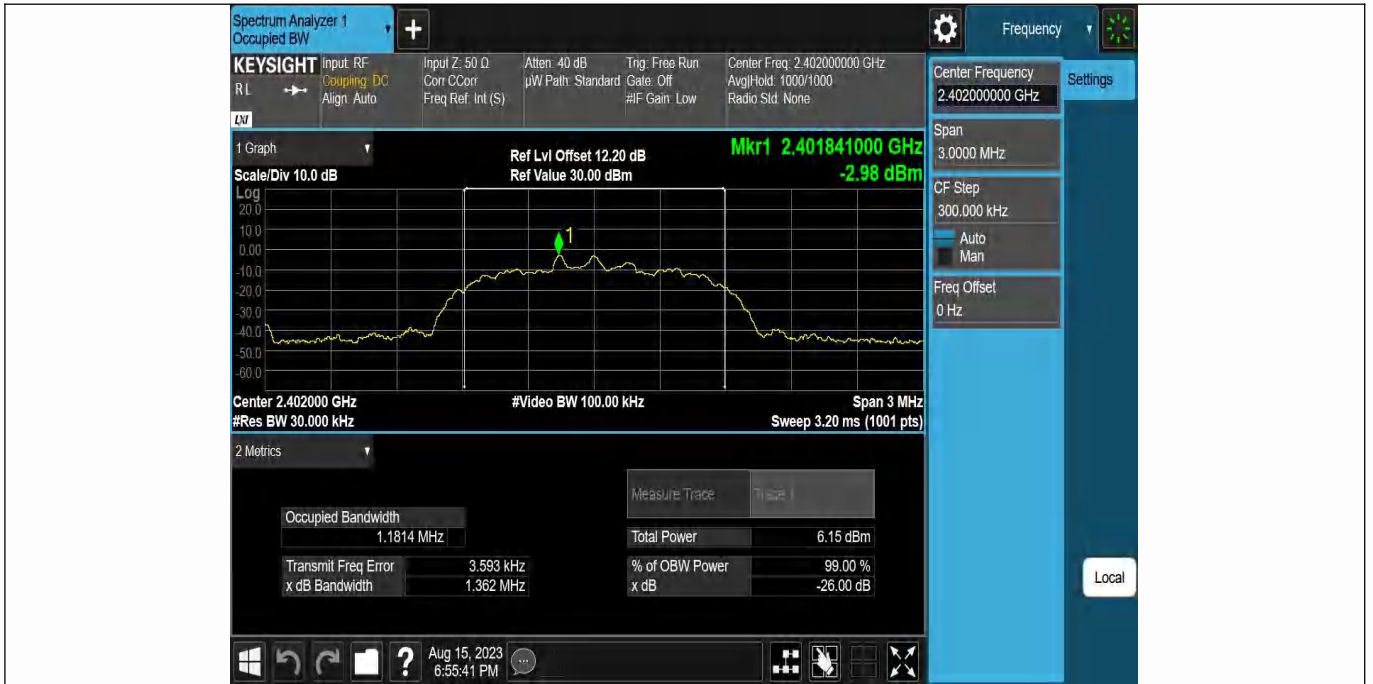 Spectrum Analyzer 1
Occupied BW
+
Frequency
KEYSIGHT
RL
LXI
Input: RF
Coupling: DC
Align: Auto
Input Z: 50 Ω
Corr CCorr
Freq Ref: Int (S)
Atten: 40 dB
µW Path: Standard
Trig: Free Run
Gate: Off
#IF Gain: Low
Center Freq: 2.402000000 GHz
Avg|Hold: 1000/1000
Radio Std: None
Center Frequency
2.402000000 GHz
Settings
Span
3.0000 MHz
CF Step
300.000 kHz
Auto
Man
Freq Offset
0 Hz
1 Graph
Scale/Div 10.0 dB
Ref Lvl Offset 12.20 dB
Ref Value 30.00 dBm
Mkr1 2.401841000 GHz
-2.98 dBm
Log
20.0
10.0
0.00
-10.0
-20.0
-30.0
-40.0
-50.0
-60.0
1
Center 2.402000 GHz
#Res BW 30.000 kHz
#Video BW 100.00 kHz
Span 3 MHz
Sweep 3.20 ms (1001 pts)
2 Metrics
Measure Trace Trace 1
Occupied Bandwidth
1.1814 MHz
Total Power 6.15 dBm
Transmit Freq Error 3.593 kHz
% of OBW Power 99.00 %
x dB Bandwidth 1.362 MHz
x dB -26.00 dB
Local
?
Aug 15, 2023
6:55:41 PM